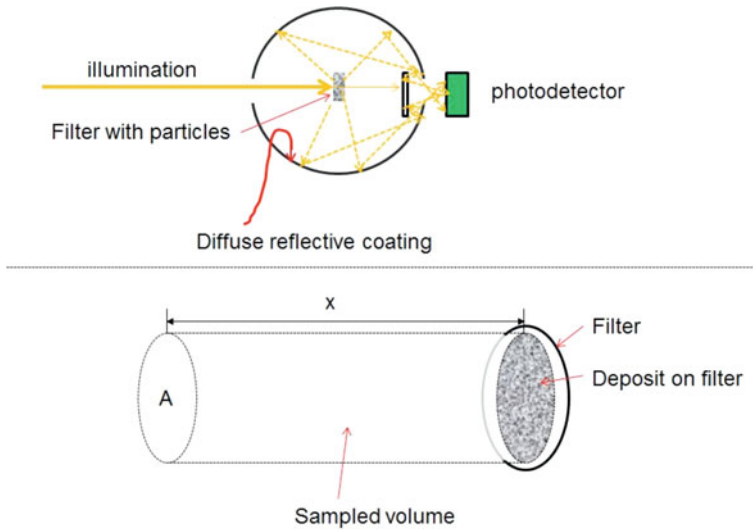 illumination
photodetector
Filter with particles
Diffuse reflective coating
x
Filter
Deposit on filter
A
Sampled volume